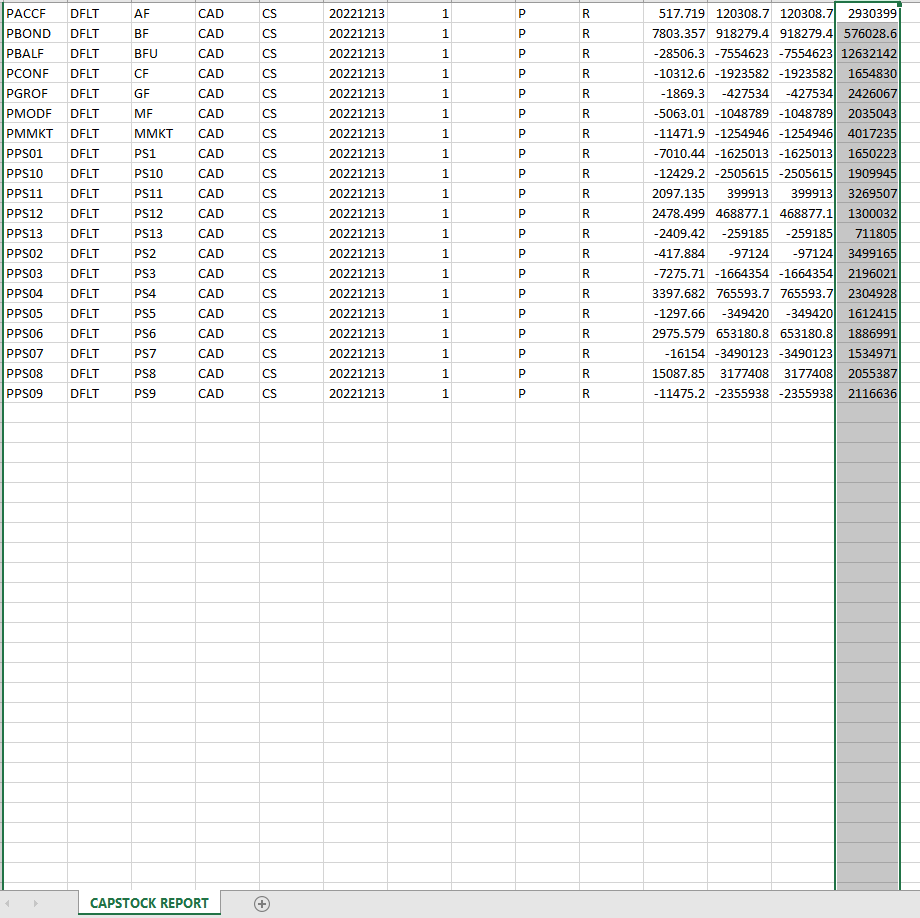 PACCF DFLT AF CAD CS 20221213 1 P R 517.719 120308.7 120308.7 2930399
PBOND DFLT BF CAD CS 20221213 1 P R 7803.357 918279.4 918279.4 576028.6
PBALF DFLT BFU CAD CS 20221213 1 P R -28506.3 -7554623 -7554623 12632142
PCONF DFLT CF CAD CS 20221213 1 P R -10312.6 -1923582 -1923582 1654830
PGROF DFLT GF CAD CS 20221213 1 P R -1869.3 -427534 -427534 2426067
PMODF DFLT MF CAD CS 20221213 1 P R -5063.01 -1048789 -1048789 2035043
PMMKT DFLT MMKT CAD CS 20221213 1 P R -11471.9 -1254946 -1254946 4017235
PPS01 DFLT PS1 CAD CS 20221213 1 P R -7010.44 -1625013 -1625013 1650223
PPS10 DFLT PS10 CAD CS 20221213 1 P R -12429.2 -2505615 -2505615 1909945
PPS11 DFLT PS11 CAD CS 20221213 1 P R 2097.135 399913 399913 3269507
PPS12 DFLT PS12 CAD CS 20221213 1 P R 2478.499 468877.1 468877.1 1300032
PPS13 DFLT PS13 CAD CS 20221213 1 P R -2409.42 -259185 -259185 711805
PPS02 DFLT PS2 CAD CS 20221213 1 P R -417.884 -97124 -97124 3499165
PPS03 DFLT PS3 CAD CS 20221213 1 P R -7275.71 -1664354 -1664354 2196021
PPS04 DFLT PS4 CAD CS 20221213 1 P R 3397.682 765593.7 765593.7 2304928
PPS05 DFLT PS5 CAD CS 20221213 1 P R -1297.66 -349420 -349420 1612415
PPS06 DFLT PS6 CAD CS 20221213 1 P R 2975.579 653180.8 653180.8 1886991
PPS07 DFLT PS7 CAD CS 20221213 1 P R -16154 -3490123 -3490123 1534971
PPS08 DFLT PS8 CAD CS 20221213 1 P R 15087.85 3177408 3177408 2055387
PPS09 DFLT PS9 CAD CS 20221213 1 P R -11475.2 -2355938 -2355938 2116636
CAPSTOCK REPORT